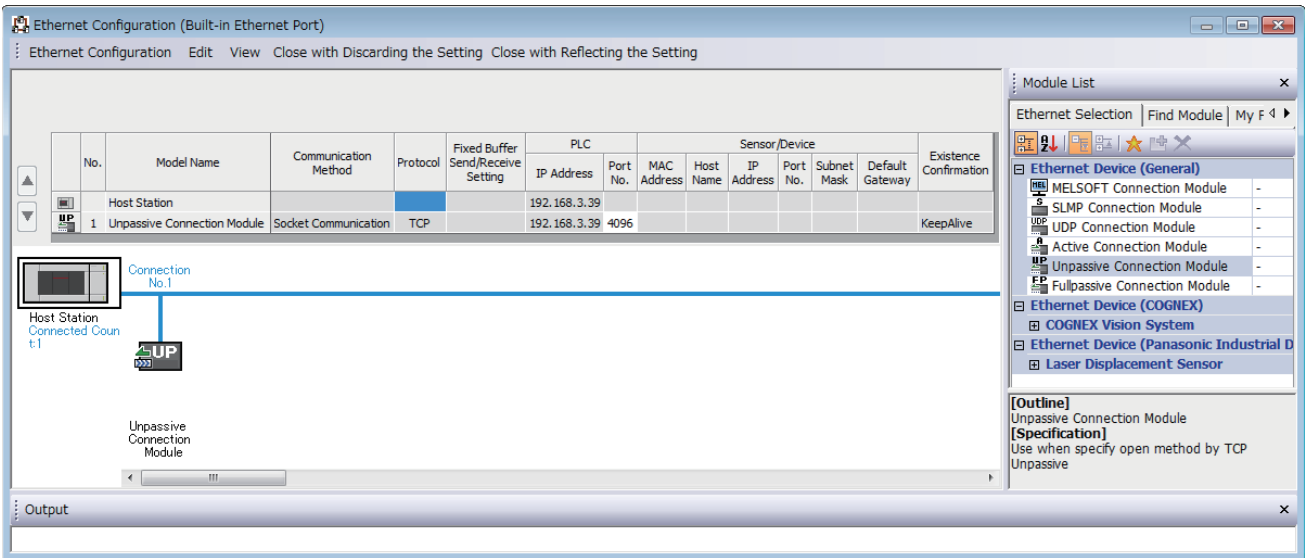 Ethernet Configuration (Built-in Ethernet Port)
Ethernet Configuration Edit View Close with Discarding the Setting Close with Reflecting the Setting
No.
Model Name
Communication
Method
Protocol
Fixed Buffer
Send/Receive
Setting
PLC
IP Address
Port
No.
Sensor/Device
MAC
Address
Host
Name
IP
Address
Port
No.
Subnet
Mask
Default
Gateway
Existence
Confirmation
Host Station 192.168.3.39
UP 1 Unpassive Connection Module Socket Communication TCP 192.168.3.39 4096 KeepAlive
Connection
No.1
Host Station
Connected Coun
t:1
UP
Unpassive
Connection
Module
Module List
Ethernet Selection Find Module My F
Ethernet Device (General)
MEL MELSOFT Connection Module -
S SLMP Connection Module -
UDP UDP Connection Module -
A Active Connection Module -
UP Unpassive Connection Module -
FP Fullpassive Connection Module -
Ethernet Device (COGNEX)
COGNEX Vision System
Ethernet Device (Panasonic Industrial D
Laser Displacement Sensor
[Outline]
Unpassive Connection Module
[Specification]
Use when specify open method by TCP
Unpassive
Output